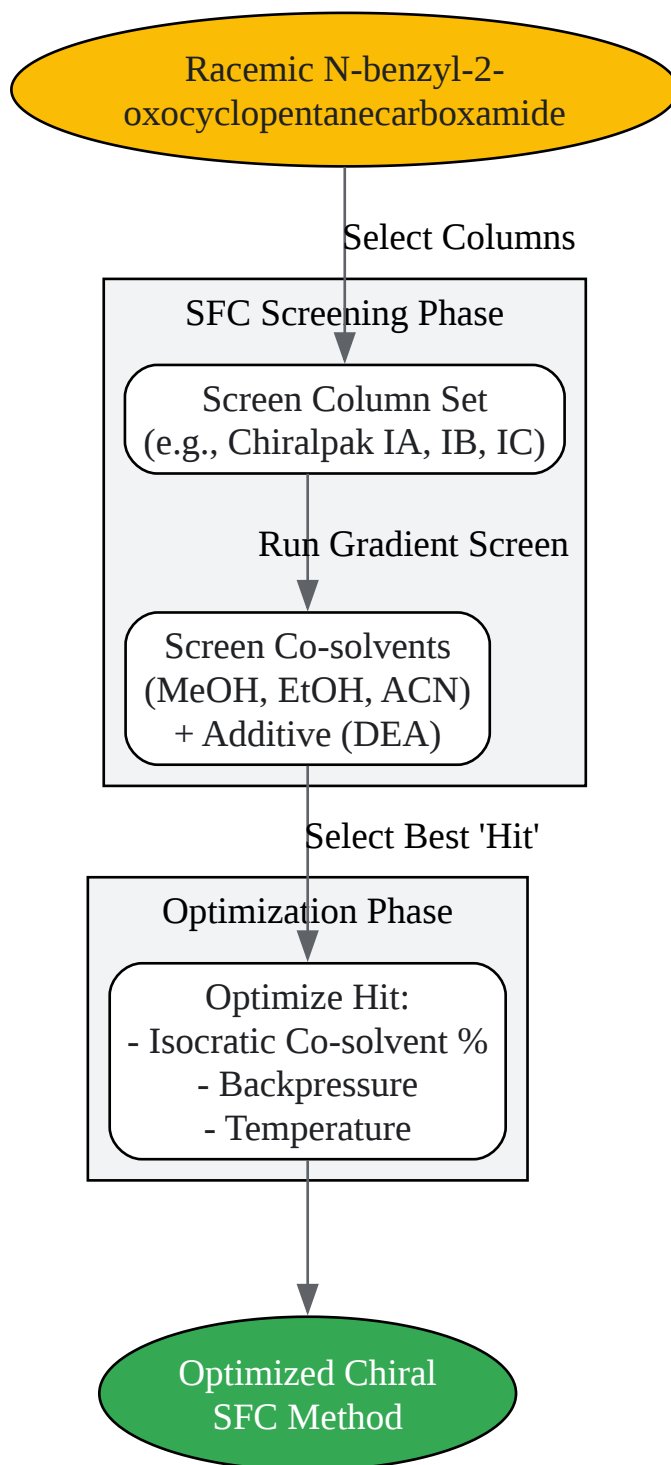 Racemic N-benzyl-2-
oxocyclopentanecarboxamide
Select Columns
SFC Screening Phase
Screen Column Set
(e.g., Chiralpak IA, IB, IC)
Run Gradient Screen
Screen Co-solvents
(MeOH, EtOH, ACN)
+ Additive (DEA)
Select Best 'Hit'
Optimization Phase
Optimize Hit:
- Isocratic Co-solvent %
- Backpressure
- Temperature
Optimized Chiral
SFC Method